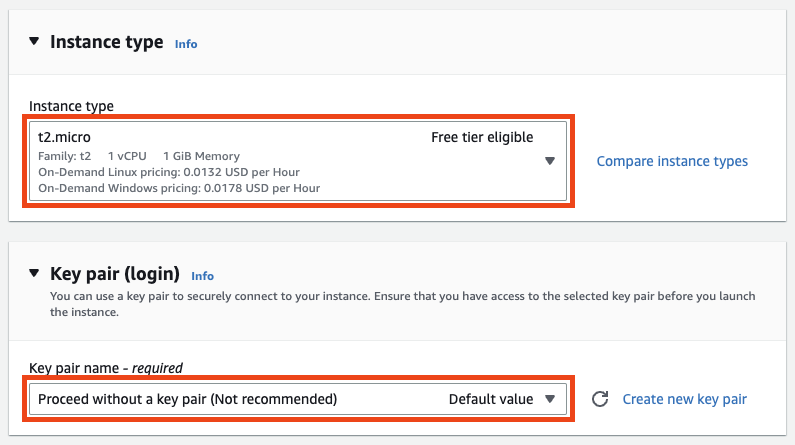 Instance type Info
Instance type
t2.micro Free tier eligible
Family: t2 1 vCPU 1 GiB Memory
On-Demand Linux pricing: 0.0132 USD per Hour
On-Demand Windows pricing: 0.0178 USD per Hour
Compare instance types
Key pair (login) Info
You can use a key pair to securely connect to your instance. Ensure that you have access to the selected key pair before you launch
the instance.
Key pair name - required
Proceed without a key pair (Not recommended) Default value
Create new key pair